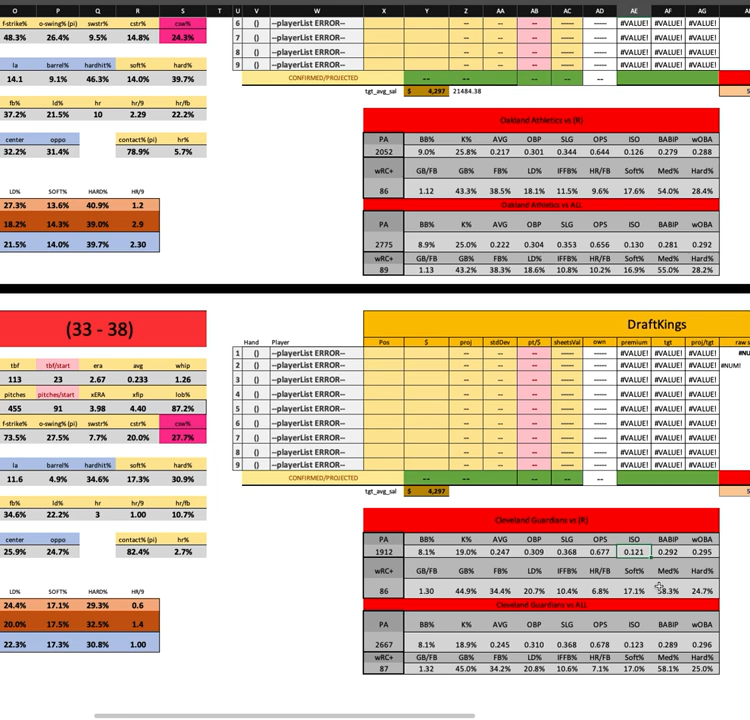 O P Q R S T U V W X Y Z AA AB AC AD AE AF AG
f-strike% o-swing% (pi) swstr% cstr% csw% 6 () --playerList ERROR-- -- ----- ----- #VALUE! #VALUE! #VALUE!
48.3% 26.4% 9.5% 14.8% 24.3% 7 () --playerList ERROR-- -- ----- ----- #VALUE! #VALUE! #VALUE!
8 () --playerList ERROR-- -- ----- ----- #VALUE! #VALUE! #VALUE!
la barrel% hardhit% soft% hard% 9 () --playerList ERROR-- -- ----- ----- #VALUE! #VALUE! #VALUE!
14.1 9.1% 46.3% 14.0% 39.7% CONFIRMED/PROJECTED -- -- -- -- --
tgt_avg_sal $ 4,297 21484.38 5
fb% ld% hr hr/9 hr/fb
37.2% 21.5% 10 2.29 22.2% Oakland Athletics vs (R)
center oppo contact% (pi) hr% PA BB% K% AVG OBP SLG OPS ISO BABIP wOBA
32.2% 31.4% 78.9% 5.7% 2052 9.0% 25.8% 0.217 0.301 0.344 0.644 0.126 0.279 0.288
wRC+ GB/FB GB% FB% LD% IFFB% HR/FB Soft% Med% Hard%
LD% SOFT% HARD% HR/9 86 1.12 43.3% 38.5% 18.1% 11.5% 9.6% 17.6% 54.0% 28.4%
27.3% 13.6% 40.9% 1.2 Oakland Athletics vs ALL
18.2% 14.3% 39.0% 2.9 PA BB% K% AVG OBP SLG OPS ISO BABIP wOBA
21.5% 14.0% 39.7% 2.30 2775 8.9% 25.0% 0.222 0.304 0.353 0.656 0.130 0.281 0.292
wRC+ GB/FB GB% FB% LD% IFFB% HR/FB Soft% Med% Hard%
89 1.13 43.2% 38.3% 18.6% 10.8% 10.2% 16.9% 55.0% 28.2%
(33 - 38) DraftKings
Hand Player Pos $ proj stdDev pt/$ sheetsVal own premium tgt proj/tgt raw s
1 () --playerList ERROR-- -- ----- ----- #VALUE! #VALUE! #VALUE! #NU
tbf tbf/start era avg whip 2 () --playerList ERROR-- -- ----- ----- #VALUE! #VALUE! #VALUE! #NUM!
113 23 2.67 0.233 1.26 3 () --playerList ERROR-- -- ----- ----- #VALUE! #VALUE! #VALUE!
pitches pitches/start xERA xfip lob% 4 () --playerList ERROR-- -- ----- ----- #VALUE! #VALUE! #VALUE!
455 91 3.98 4.40 87.2% 5 () --playerList ERROR-- -- ----- ----- #VALUE! #VALUE! #VALUE!
f-strike% o-swing% (pi) swstr% cstr% csw% 6 () --playerList ERROR-- -- ----- ----- #VALUE! #VALUE! #VALUE!
73.5% 27.5% 7.7% 20.0% 27.7% 7 () --playerList ERROR-- -- ----- ----- #VALUE! #VALUE! #VALUE!
8 () --playerList ERROR-- -- ----- ----- #VALUE! #VALUE! #VALUE!
la barrel% hardhit% soft% hard% 9 () --playerList ERROR-- -- ----- ----- #VALUE! #VALUE! #VALUE!
11.6 4.9% 34.6% 17.3% 30.9% CONFIRMED/PROJECTED -- -- -- -- --
tgt_avg_sal $ 4,297 5
fb% ld% hr hr/9 hr/fb
34.6% 22.2% 3 1.00 10.7% Cleveland Guardians vs (R)
center oppo contact% (pi) hr% PA BB% K% AVG OBP SLG OPS ISO BABIP wOBA
25.9% 24.7% 82.4% 2.7% 1912 8.1% 19.0% 0.247 0.309 0.368 0.677 0.121 0.292 0.295
wRC+ GB/FB GB% FB% LD% IFFB% HR/FB Soft% Med% Hard%
LD% SOFT% HARD% HR/9 86 1.30 44.9% 34.4% 20.7% 10.4% 6.8% 17.1% 58.3% 24.7%
24.4% 17.1% 29.3% 0.6 Cleveland Guardians vs ALL
20.0% 17.5% 32.5% 1.4 PA BB% K% AVG OBP SLG OPS ISO BABIP wOBA
22.3% 17.3% 30.8% 1.00 2667 8.1% 18.9% 0.245 0.310 0.368 0.678 0.123 0.289 0.296
wRC+ GB/FB GB% FB% LD% IFFB% HR/FB Soft% Med% Hard%
87 1.32 45.0% 34.2% 20.8% 10.6% 7.1% 17.0% 58.1% 25.0%